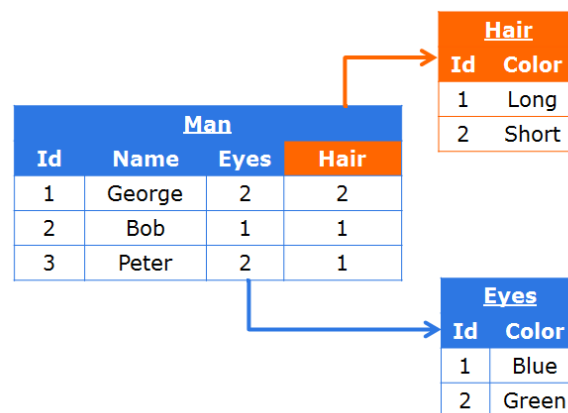 Hair
Id Color
1 Long
2 Short
Man
Id Name Eyes Hair
1 George 2 2
2 Bob 1 1
3 Peter 2 1
Eyes
Id Color
1 Blue
2 Green